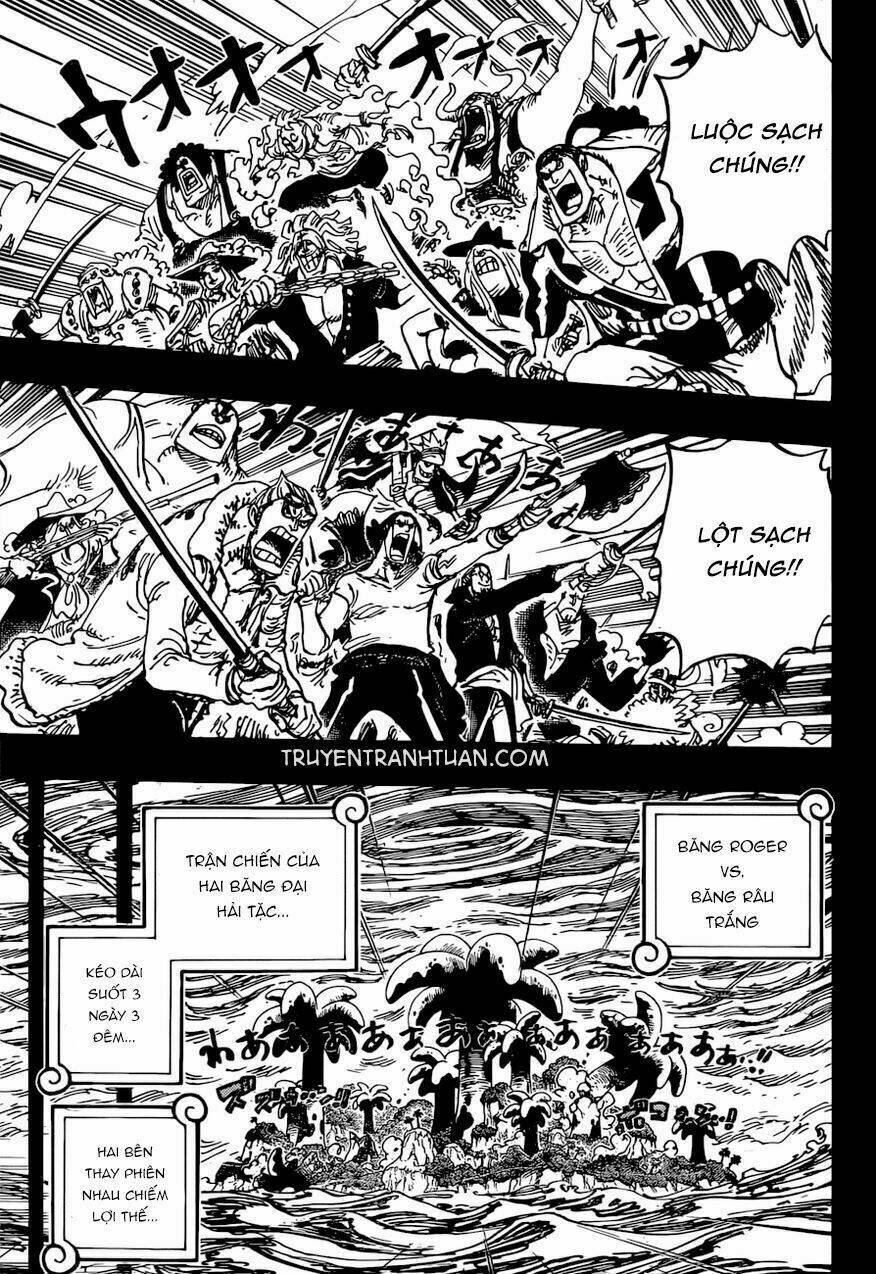 ウオオオオオオ
LUỘC SẠCH
CHÚNG!!
LỘT SẠCH
CHÚNG!!
TRUYENTRANHTUAN.COM
BĂNG ROGER
VS.
BĂNG RÂU
TRẮNG
TRẬN CHIẾN CỦA
HAI BĂNG ĐẠI
HẢI TẶC...
KÉO DÀI
SUỐT 3
NGÀY 3
ĐÊM...
HAI BÊN
THAY PHIÊN
NHAU CHIẾM
LỢI THẾ...